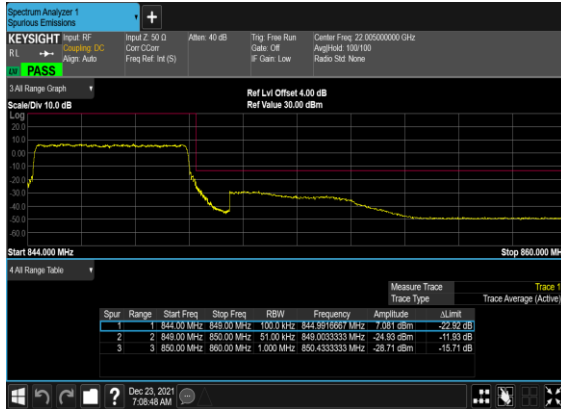 Spectrum Analyzer 1
Spurious Emissions
KEYSIGHT Input: RF Input Z: 50 Ω Atten: 40 dB Trig: Free Run Center Freq: 22.005000000 GHz
RL Coupling: DC Corr CCorr Gate: Off Avg|Hold: 100/100
Align: Auto Freq Ref: Int (S) IF Gain: Low Radio Std: None
PASS
3 All Range Graph
Ref Lvl Offset 4.00 dB
Scale/Div 10.0 dB Ref Value 30.00 dBm
Log
20.0
10.0
0.00
-10.0
-20.0
-30.0
-40.0
-50.0
-60.0
Start 844.000 MHz Stop 860.000 MH
4 All Range Table
Measure Trace Trace 1
Trace Type Trace Average (Active)
Spur Range Start Freq Stop Freq RBW Frequency Amplitude ΔLimit
1 1 844.00 MHz 849.00 MHz 100.0 kHz 844.9916667 MHz 7.081 dBm -22.92 dB
2 2 849.00 MHz 850.00 MHz 51.00 kHz 849.0033333 MHz -24.93 dBm -11.93 dB
3 3 850.00 MHz 860.00 MHz 1.000 MHz 850.4333333 MHz -28.71 dBm -15.71 dB
?
Dec 23, 2021
7:08:48 AM